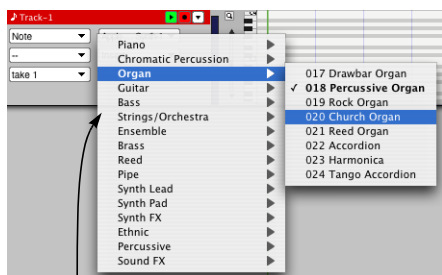 Track-1
Note
--
take 1
Piano
Chromatic Percussion
Organ
Guitar
Bass
Strings/Orchestra
Ensemble
Brass
Reed
Pipe
Synth Lead
Synth Pad
Synth FX
Ethnic
Percussive
Sound FX
017 Drawbar Organ
✓ 018 Percussive Organ
019 Rock Organ
020 Church Organ
021 Reed Organ
022 Accordion
023 Harmonica
024 Tango Accordion